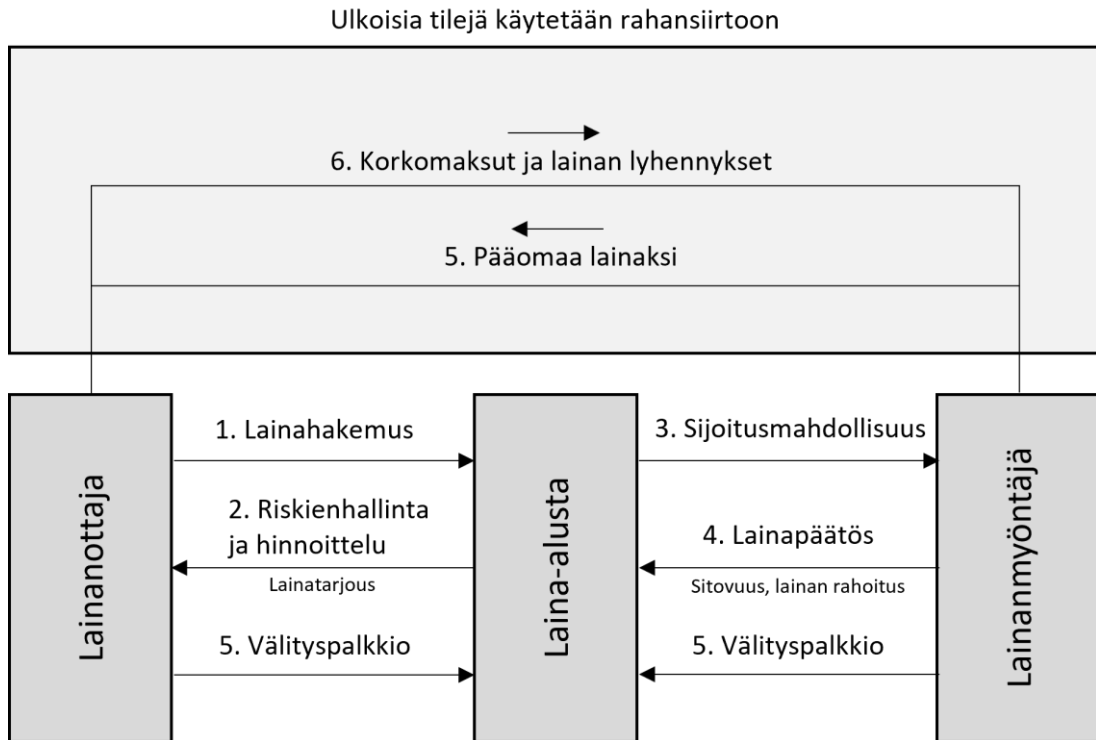 Ulkoisia tilejä käytetään rahansiirtoon
6. Korkomaksut ja lainan lyhennykset
5. Pääomaa lainaksi
Lainanottaja
1. Lainahakemus
2. Riskienhallinta
ja hinnoittelu
Lainatarjous
5. Välityspalkkio
Laina-alusta
3. Sijoitusmahdollisuus
4. Lainapäätös
Sitovuus, lainan rahoitus
5. Välityspalkkio
Lainanmyöntäjä